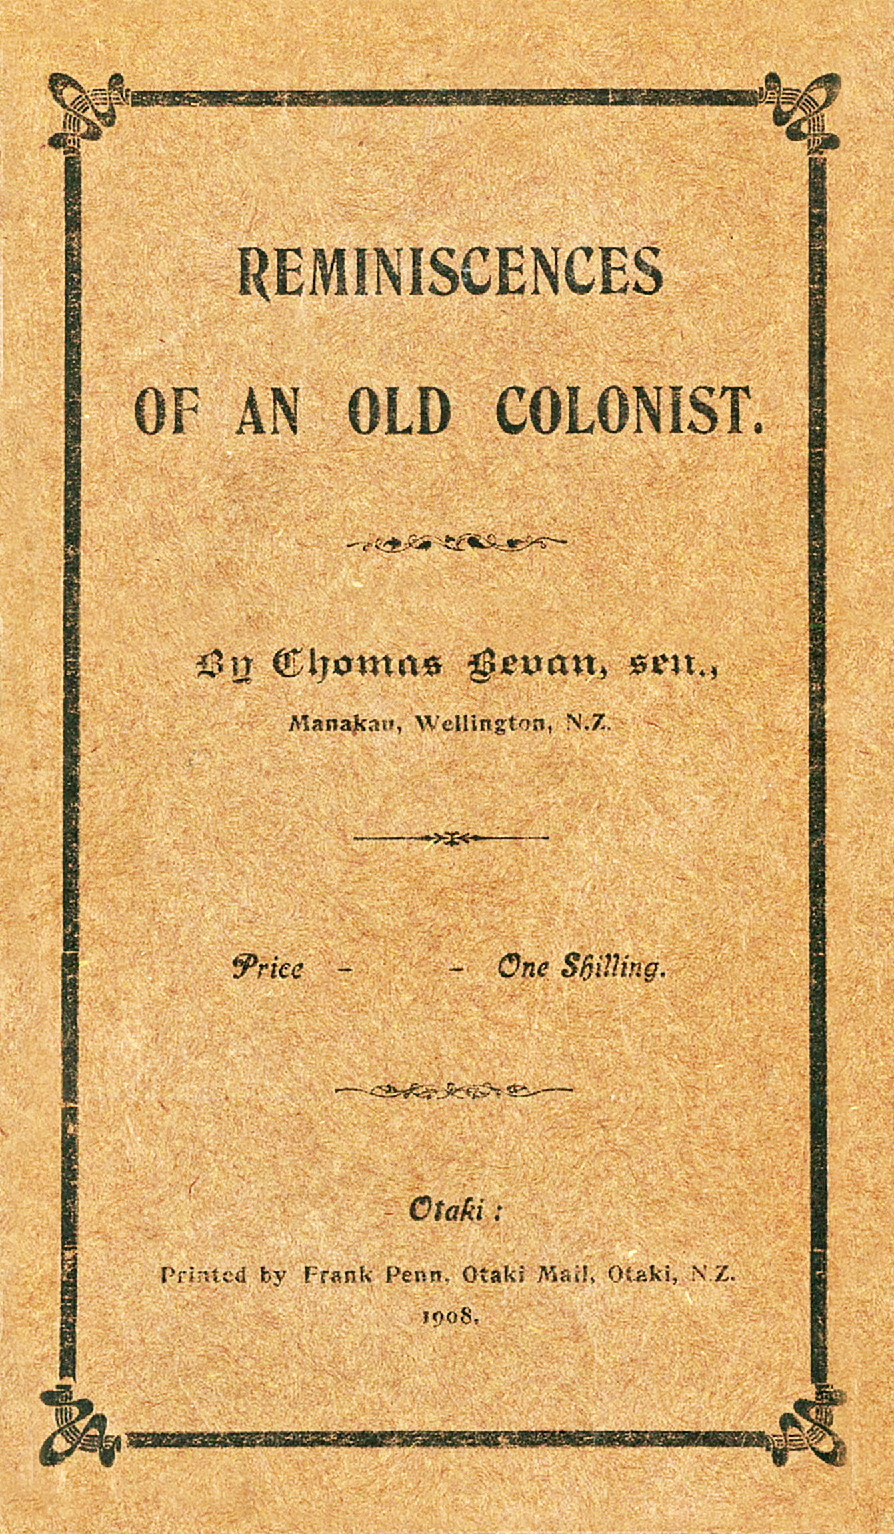 REMINISCENCES
OF AN OLD COLONIST.
By Thomas Bevan, sen.,
Manakau, Wellington, N.Z.
Price - - One Shilling.
Otaki :
Printed by Frank Penn, Otaki Mail, Otaki, N.Z.
1908.